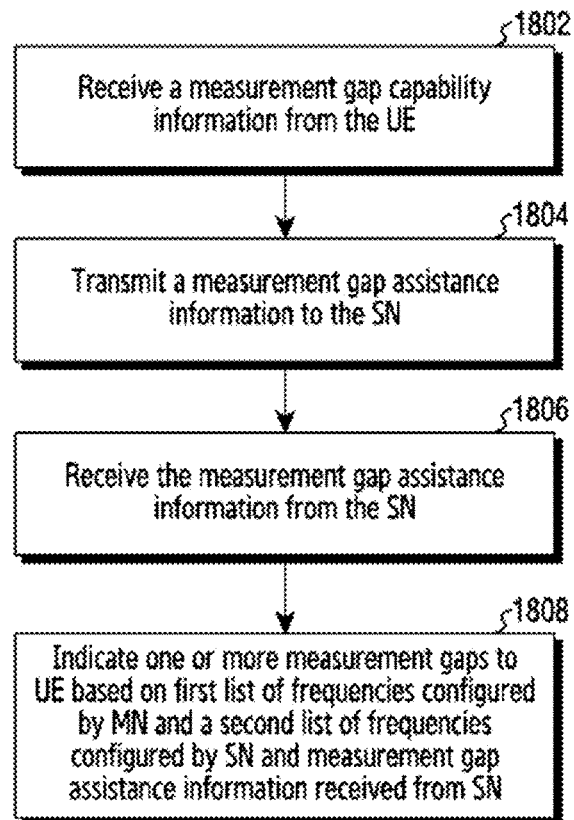 1802
Receive a measurement gap capability
information from the UE
1804
Transmit a measurement gap assistance
information to the SN
1806
Receive the measurement gap assistance
information from the SN
1808
Indicate one or more measurement gaps to
UE based on first list of frequencies configured
by MN and a second list of frequencies
configured by SN and measurement gap
assistance information received from SN